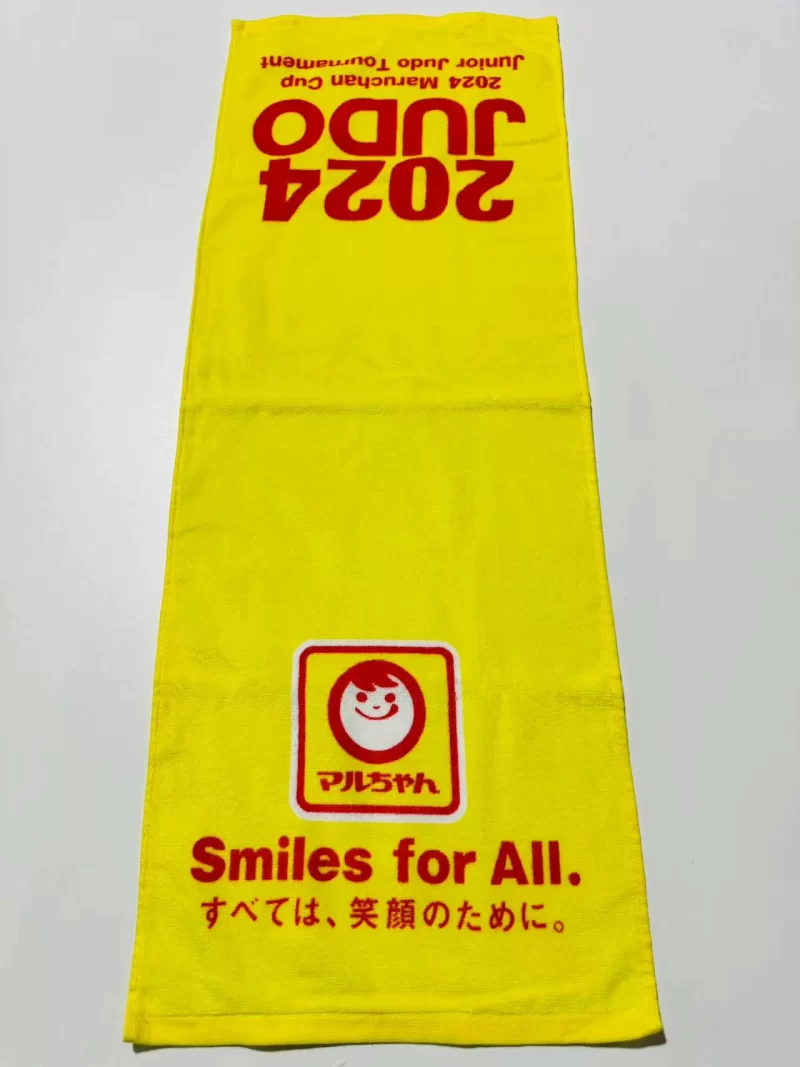 2024
JUDO
2024 Maruchan Cup
Junior Judo Tournament
マルちゃん
Smiles for All.
すべては、笑顔のために。